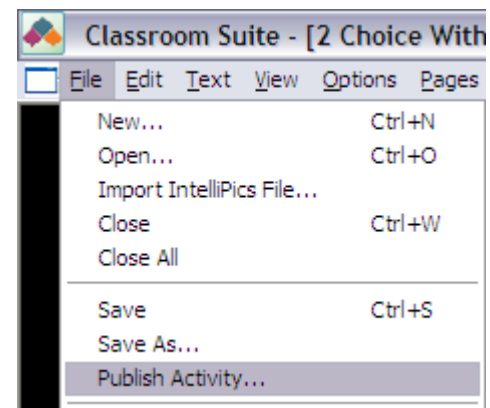 Classroom Suite - [2 Choice With
File Edit Text View Options Pages
New... Ctrl+N
Open... Ctrl+O
Import IntelliPics File...
Close Ctrl+W
Close All
Save Ctrl+S
Save As...
Publish Activity...